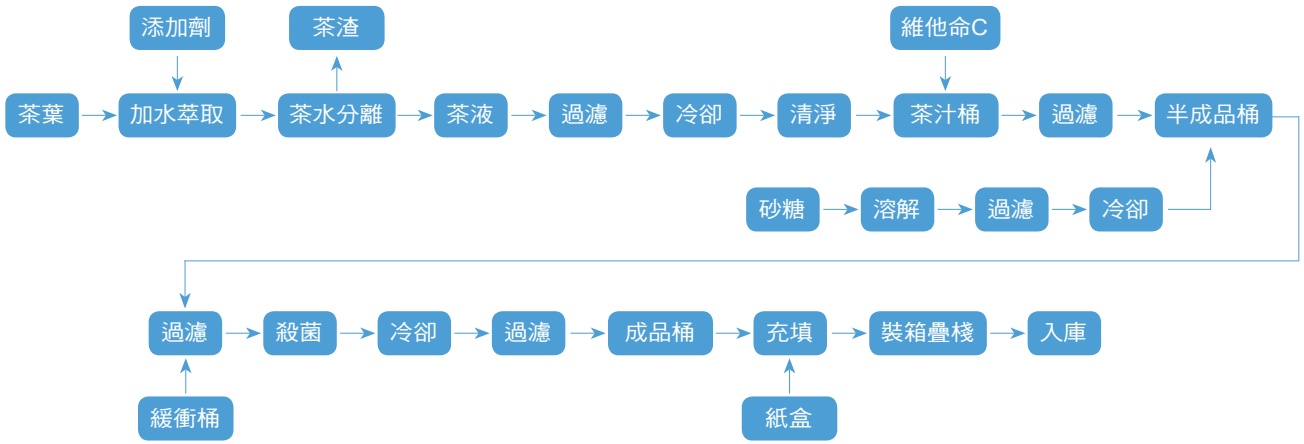 添加劑
茶渣
維他命C
茶葉
加水萃取
茶水分離
茶液
過濾
冷卻
清淨
茶汁桶
過濾
半成品桶
砂糖
溶解
過濾
冷卻
過濾
殺菌
冷卻
過濾
成品桶
充填
裝箱疊棧
入庫
緩衝桶
紙盒